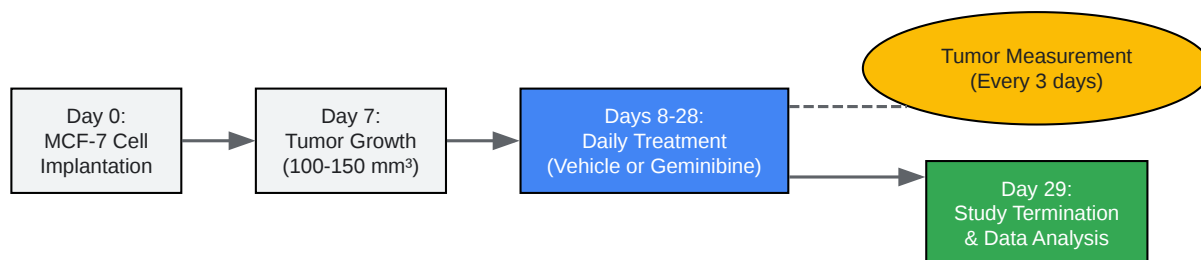 Day 0:
MCF-7 Cell
Implantation
Day 7:
Tumor Growth
(100-150 mm³)
Days 8-28:
Daily Treatment
(Vehicle or Geminibine)
Tumor Measurement
(Every 3 days)
Day 29:
Study Termination
& Data Analysis